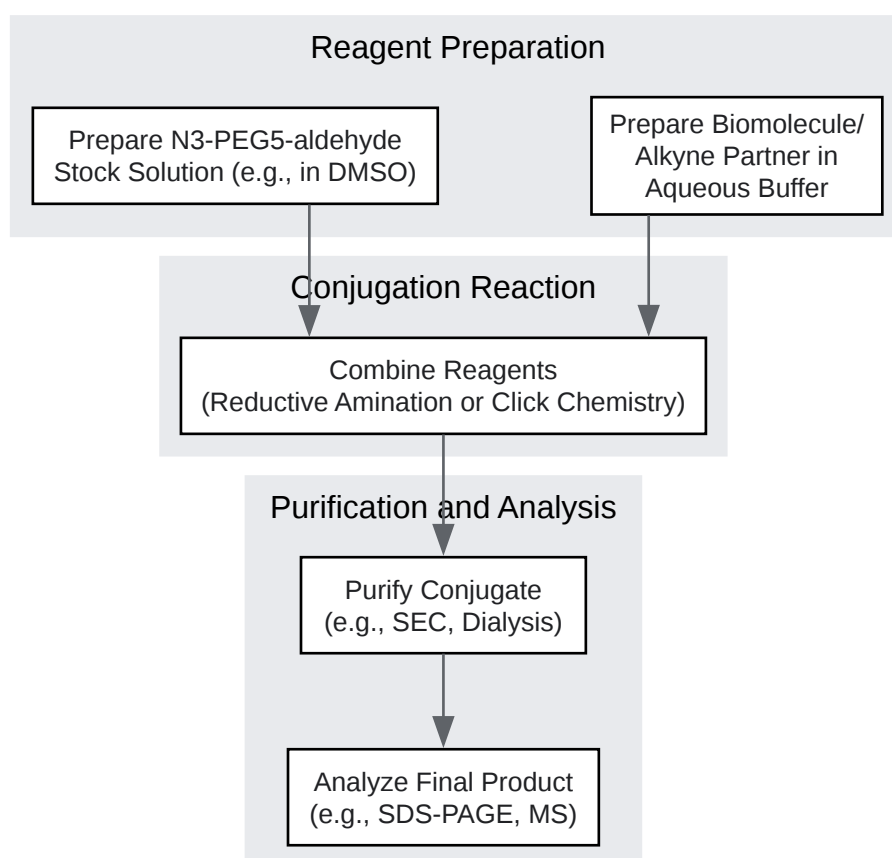 Reagent Preparation
Prepare N3-PEG5-aldehyde
Stock Solution (e.g., in DMSO)
Prepare Biomolecule/
Alkyne Partner in
Aqueous Buffer
Conjugation Reaction
Combine Reagents
(Reductive Amination or Click Chemistry)
Purification and Analysis
Purify Conjugate
(e.g., SEC, Dialysis)
Analyze Final Product
(e.g., SDS-PAGE, MS)